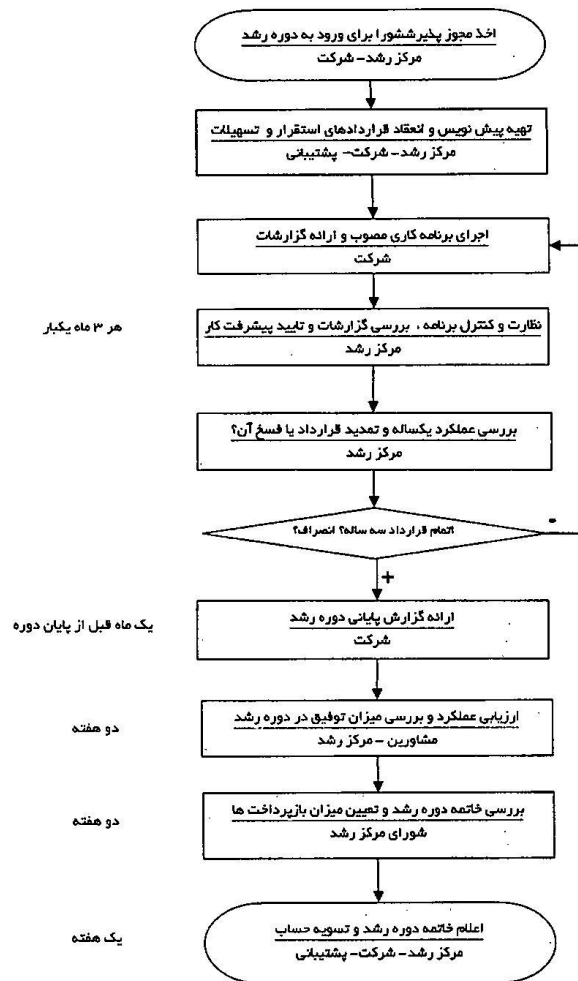 اخذ مجوز پذیرششورا برای ورود به دوره رشد
مرکز رشد- شرکت
تهیه پیش نویس و انعقاد قراردادهای استقرار و تسهیلات
مرکز رشد- شرکت- پشتیبانی
اجرای برنامه کاری مصوب و ارائه گزارشات
شرکت
هر ۳ ماه یکبار
نظارت و کنترل برنامه ، بررسی گزارشات و تایید پیشرفت کار
مرکز رشد
بررسی عملکرد یکساله و تمدید قرارداد یا فسخ آن؟
مرکز رشد
اتمام قرارداد سه ساله؟ انصراف؟
-
+
یک ماه قبل از پایان دوره
ارائه گزارش پایانی دوره رشد
شرکت
دو هفته
ارزیابی عملکرد و بررسی میزان توفیق در دوره رشد
مشاورین - مرکز رشد
دو هفته
بررسی خاتمه دوره رشد و تعیین میزان بازپرداخت ها
شورای مرکز رشد
یک هفته
اعلام خاتمه دوره رشد و تسویه حساب
مرکز رشد- شرکت- پشتیبانی